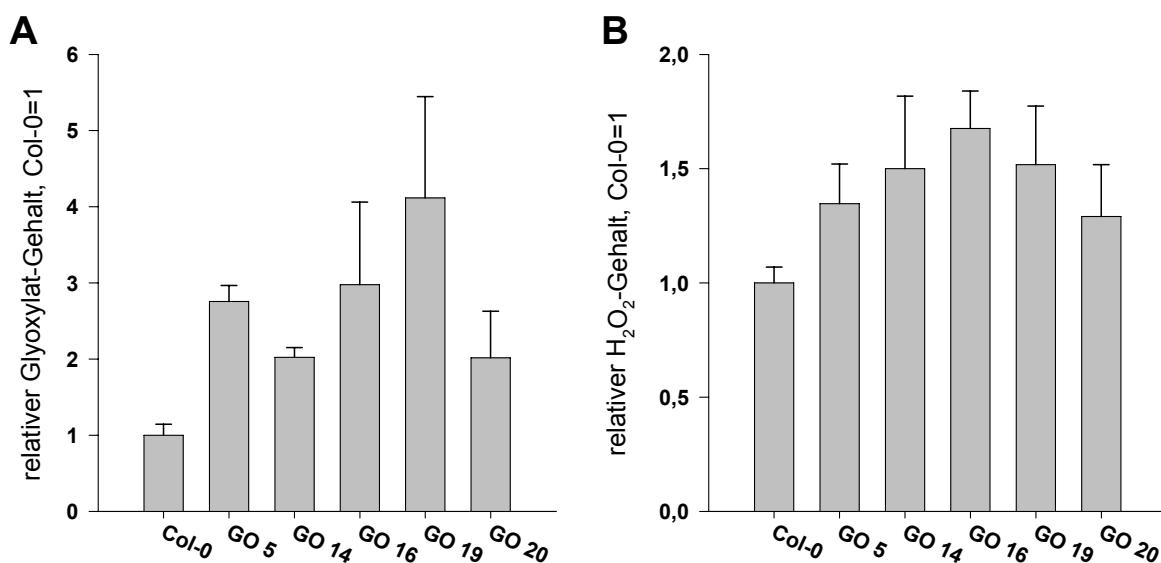 A
relativer Glyoxylat-Gehalt, Col-0=1
6
5
4
3
2
1
0
Col-0
GO 5
GO 14
GO 16
GO 19
GO 20
B
relativer H₂O₂-Gehalt, Col-0=1
2,0
1,5
1,0
0,5
0,0
Col-0
GO 5
GO 14
GO 16
GO 19
GO 20